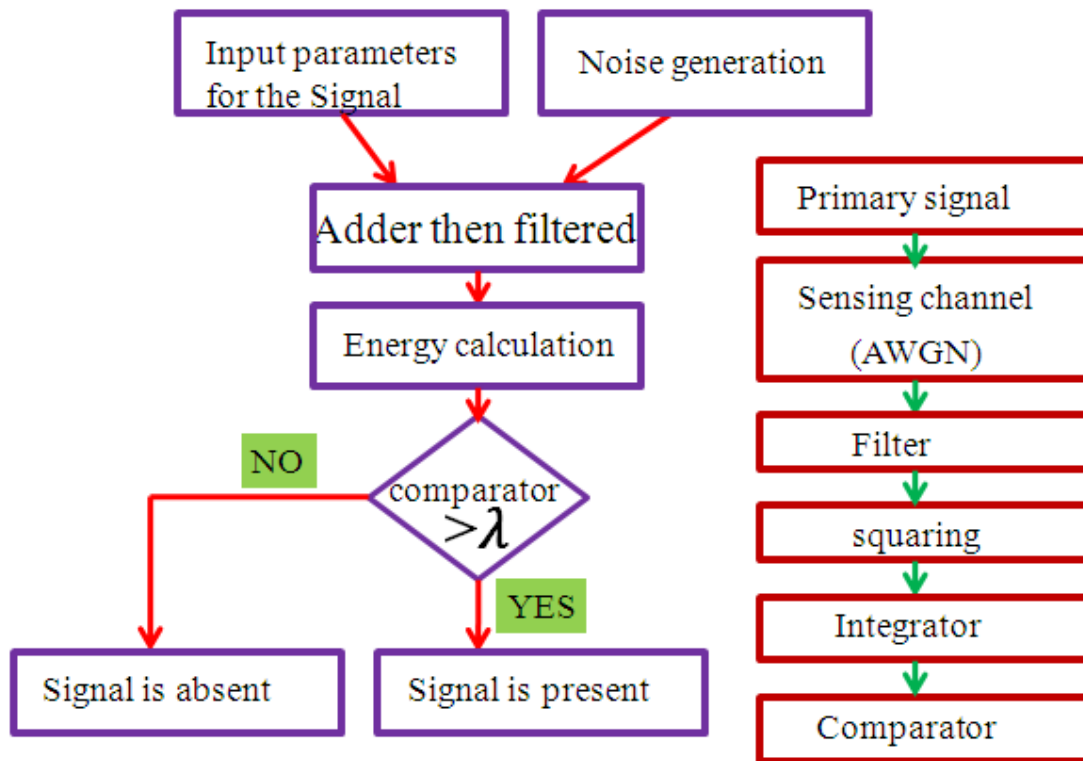 Input parameters
for the Signal
Noise generation
Adder then filtered
Energy calculation
NO
comparator
>λ
YES
Signal is absent
Signal is present
Primary signal
Sensing channel
(AWGN)
Filter
squaring
Integrator
Comparator